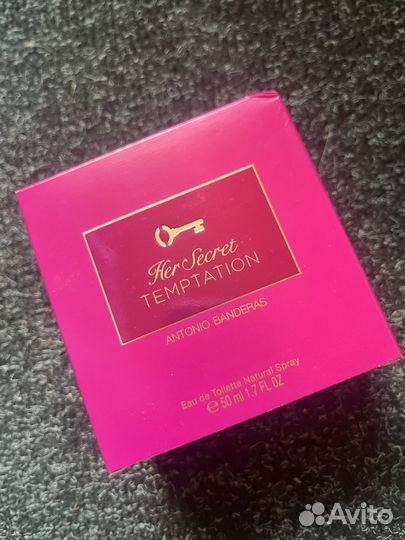 Her Secret
TEMPTATION
ANTONIO BANDERAS
Eau de Toilette Natural Spray
℮ 50 ml 1.7 FL.OZ
Avito